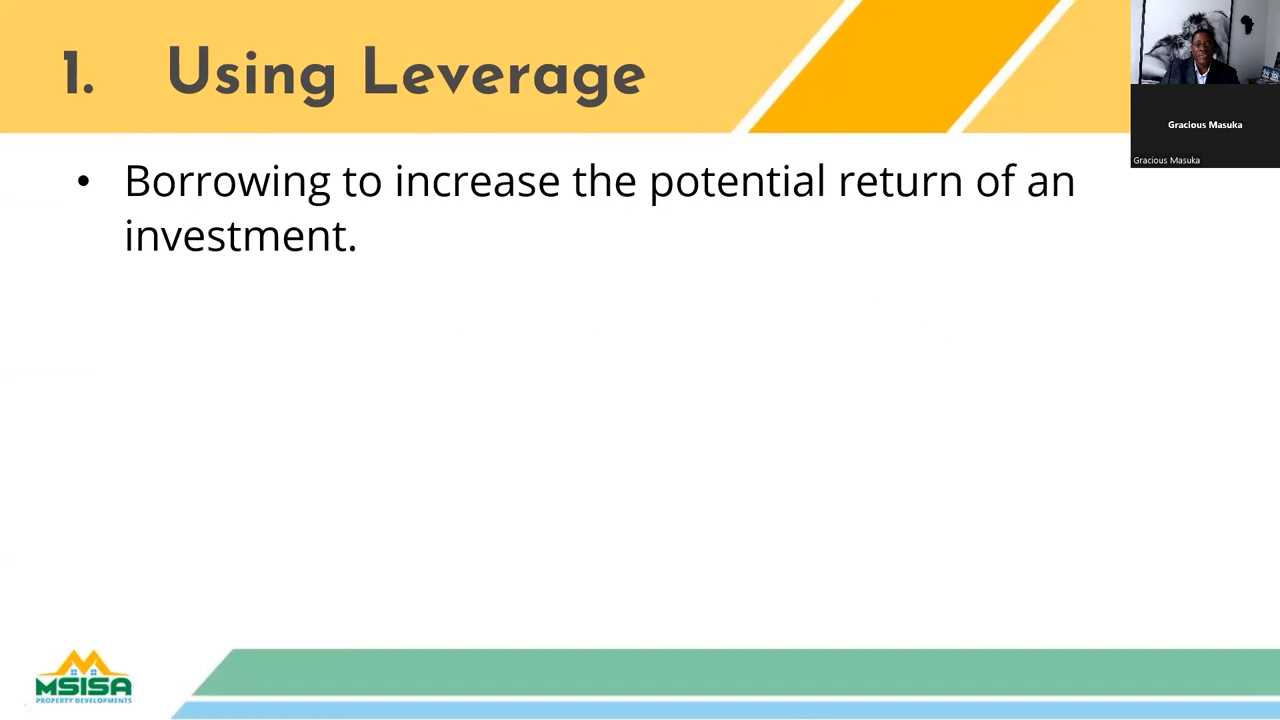 1. Using Leverage
Gracious Masuka
Gracious Masuka
• Borrowing to increase the potential return of an
investment.
MSISA
PROPERTY DEVELOPMENTS